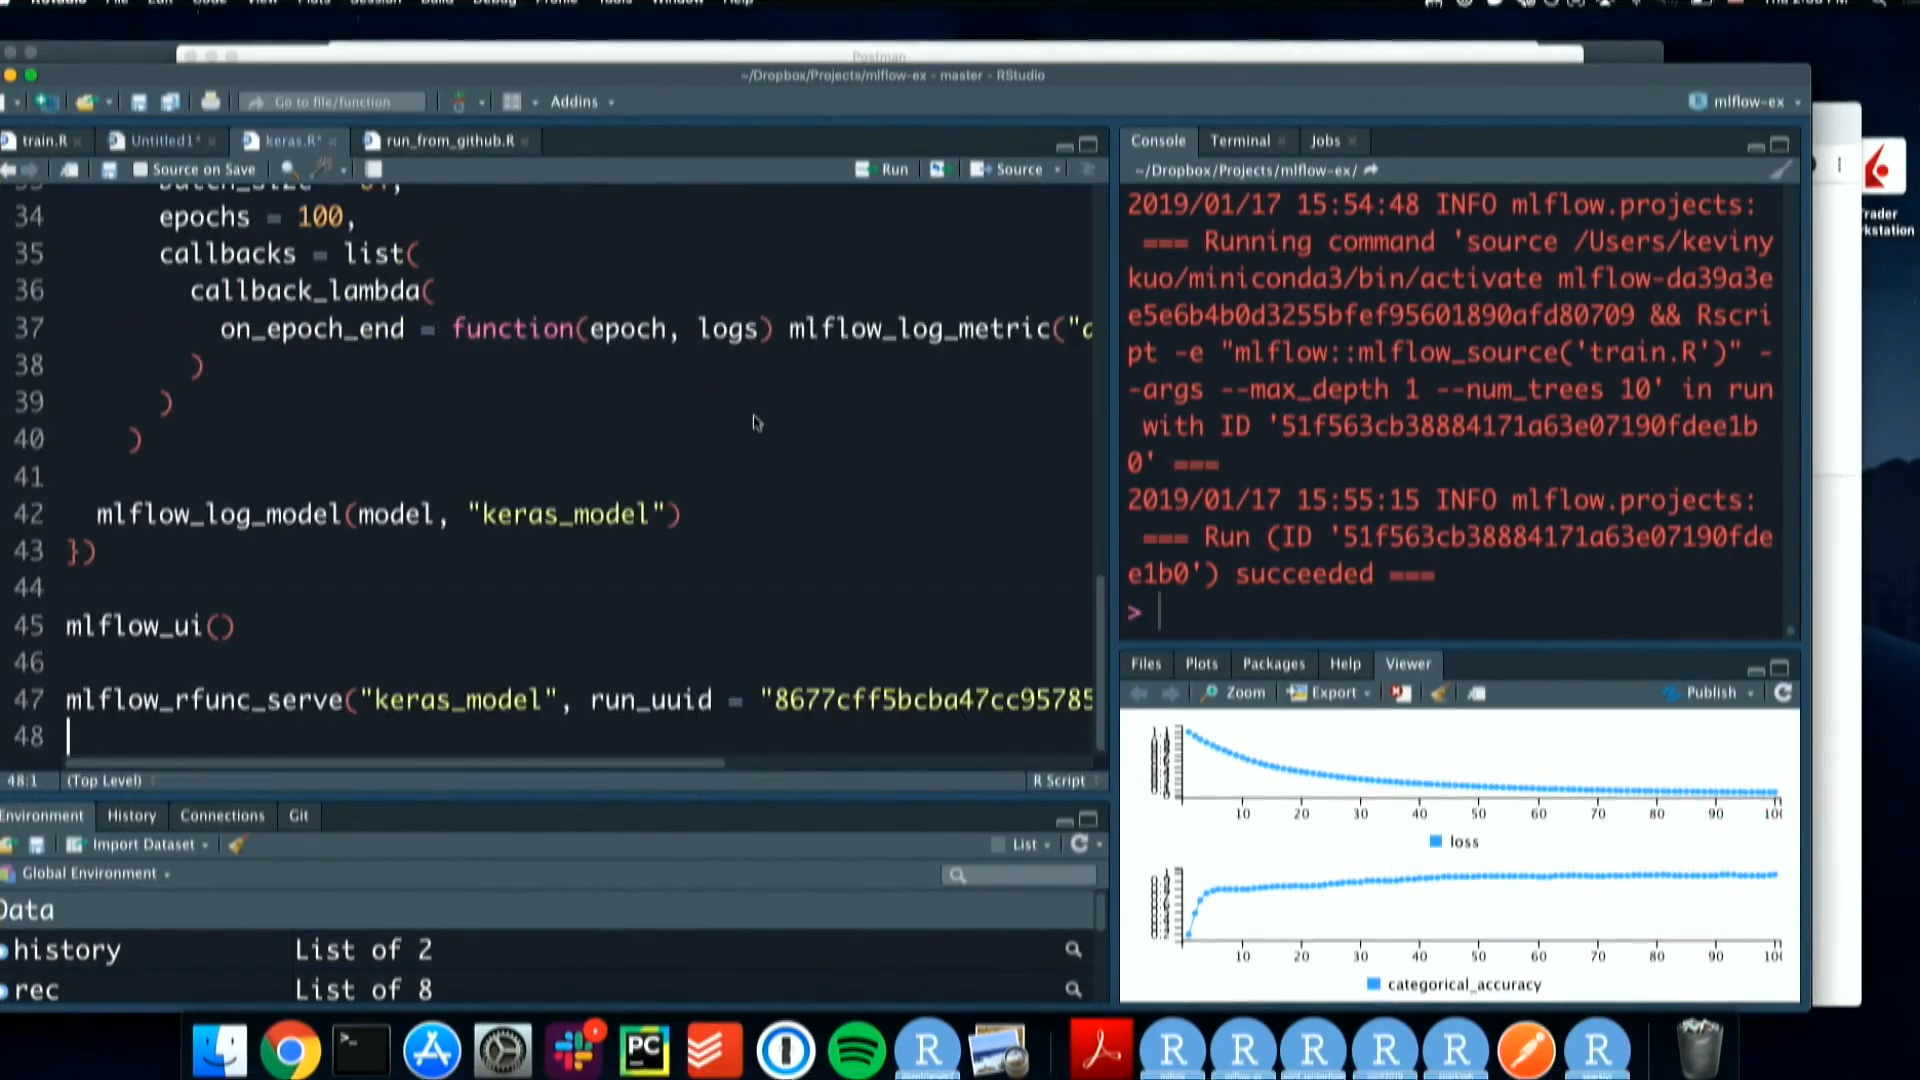 Postman
~/Dropbox/Projects/mlflow-ex - master - RStudio
Go to file/function
Addins
mlflow-ex
train.R
Untitled1*
keras.R*
run_from_github.R
Source on Save
Run
Source
34 epochs = 100,
35 callbacks = list(
36 callback_lambda(
37 on_epoch_end = function(epoch, logs) mlflow_log_metric("
38 )
39 )
40 )
41
42 mlflow_log_model(model, "keras_model")
43 })
44
45 mlflow_ui()
46
47 mlflow_rfunc_serve("keras_model", run_uuid = "8677cff5bcba47cc95785
48
48:1 (Top Level)
R Script
Console
Terminal
Jobs
~/Dropbox/Projects/mlflow-ex/
2019/01/17 15:54:48 INFO mlflow.projects:
=== Running command 'source /Users/keviny
kuo/miniconda3/bin/activate mlflow-da39a3e
e5e6b4b0d3255bfef95601890afd80709 && Rscri
pt -e "mlflow::mlflow_source('train.R')" -
-args --max_depth 1 --num_trees 10' in run
with ID '51f563cb38884171a63e07190fdee1b
0' ===
2019/01/17 15:55:15 INFO mlflow.projects:
=== Run (ID '51f563cb38884171a63e07190fde
e1b0') succeeded ===
>
Files
Plots
Packages
Help
Viewer
Zoom
Export
Publish
10 20 30 40 50 60 70 80 90
loss
10 20 30 40 50 60 70 80 90
categorical_accuracy
Environment
History
Connections
Git
Import Dataset
List
Global Environment
Data
history List of 2
rec List of 8
PC
R
R
R
R
R
R
R